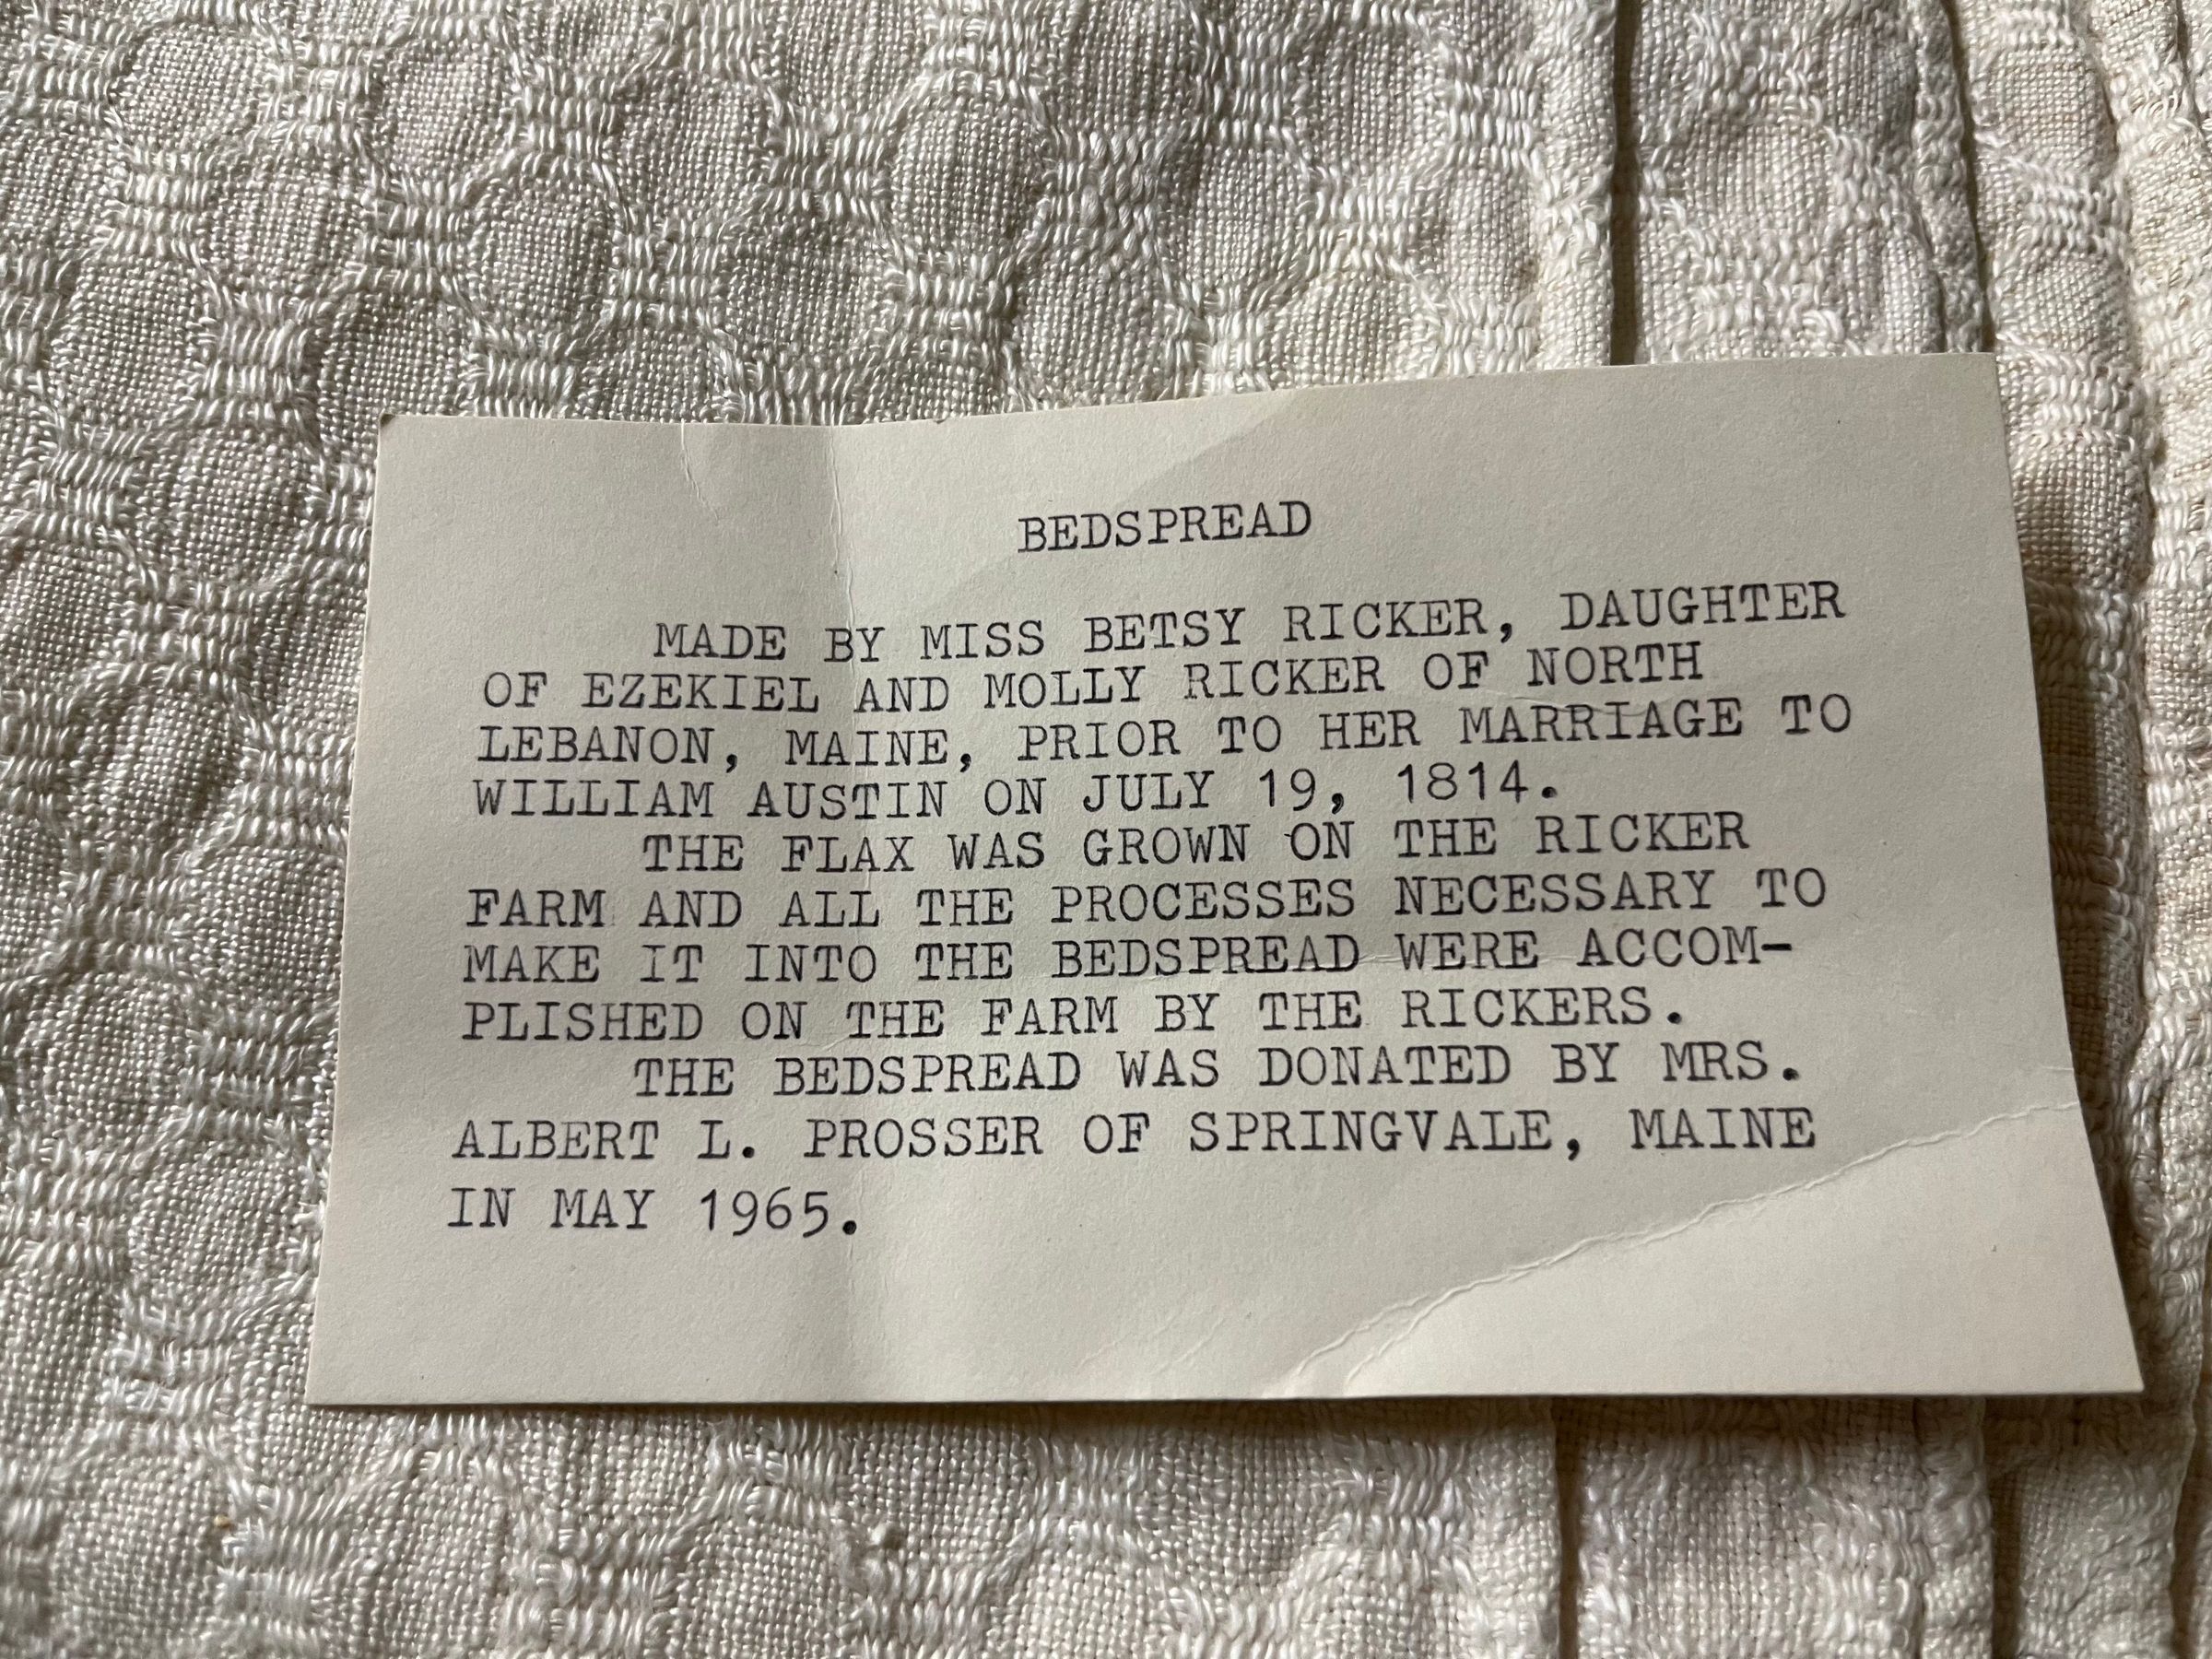 BEDSPREAD
MADE BY MISS BETSY RICKER, DAUGHTER
OF EZEKIEL AND MOLLY RICKER OF NORTH
LEBANON, MAINE, PRIOR TO HER MARRIAGE TO
WILLIAM AUSTIN ON JULY 19, 1814.
THE FLAX WAS GROWN ON THE RICKER
FARM AND ALL THE PROCESSES NECESSARY TO
MAKE IT INTO THE BEDSPREAD WERE ACCOM-
PLISHED ON THE FARM BY THE RICKERS.
THE BEDSPREAD WAS DONATED BY MRS.
ALBERT L. PROSSER OF SPRINGVALE, MAINE
IN MAY 1965.